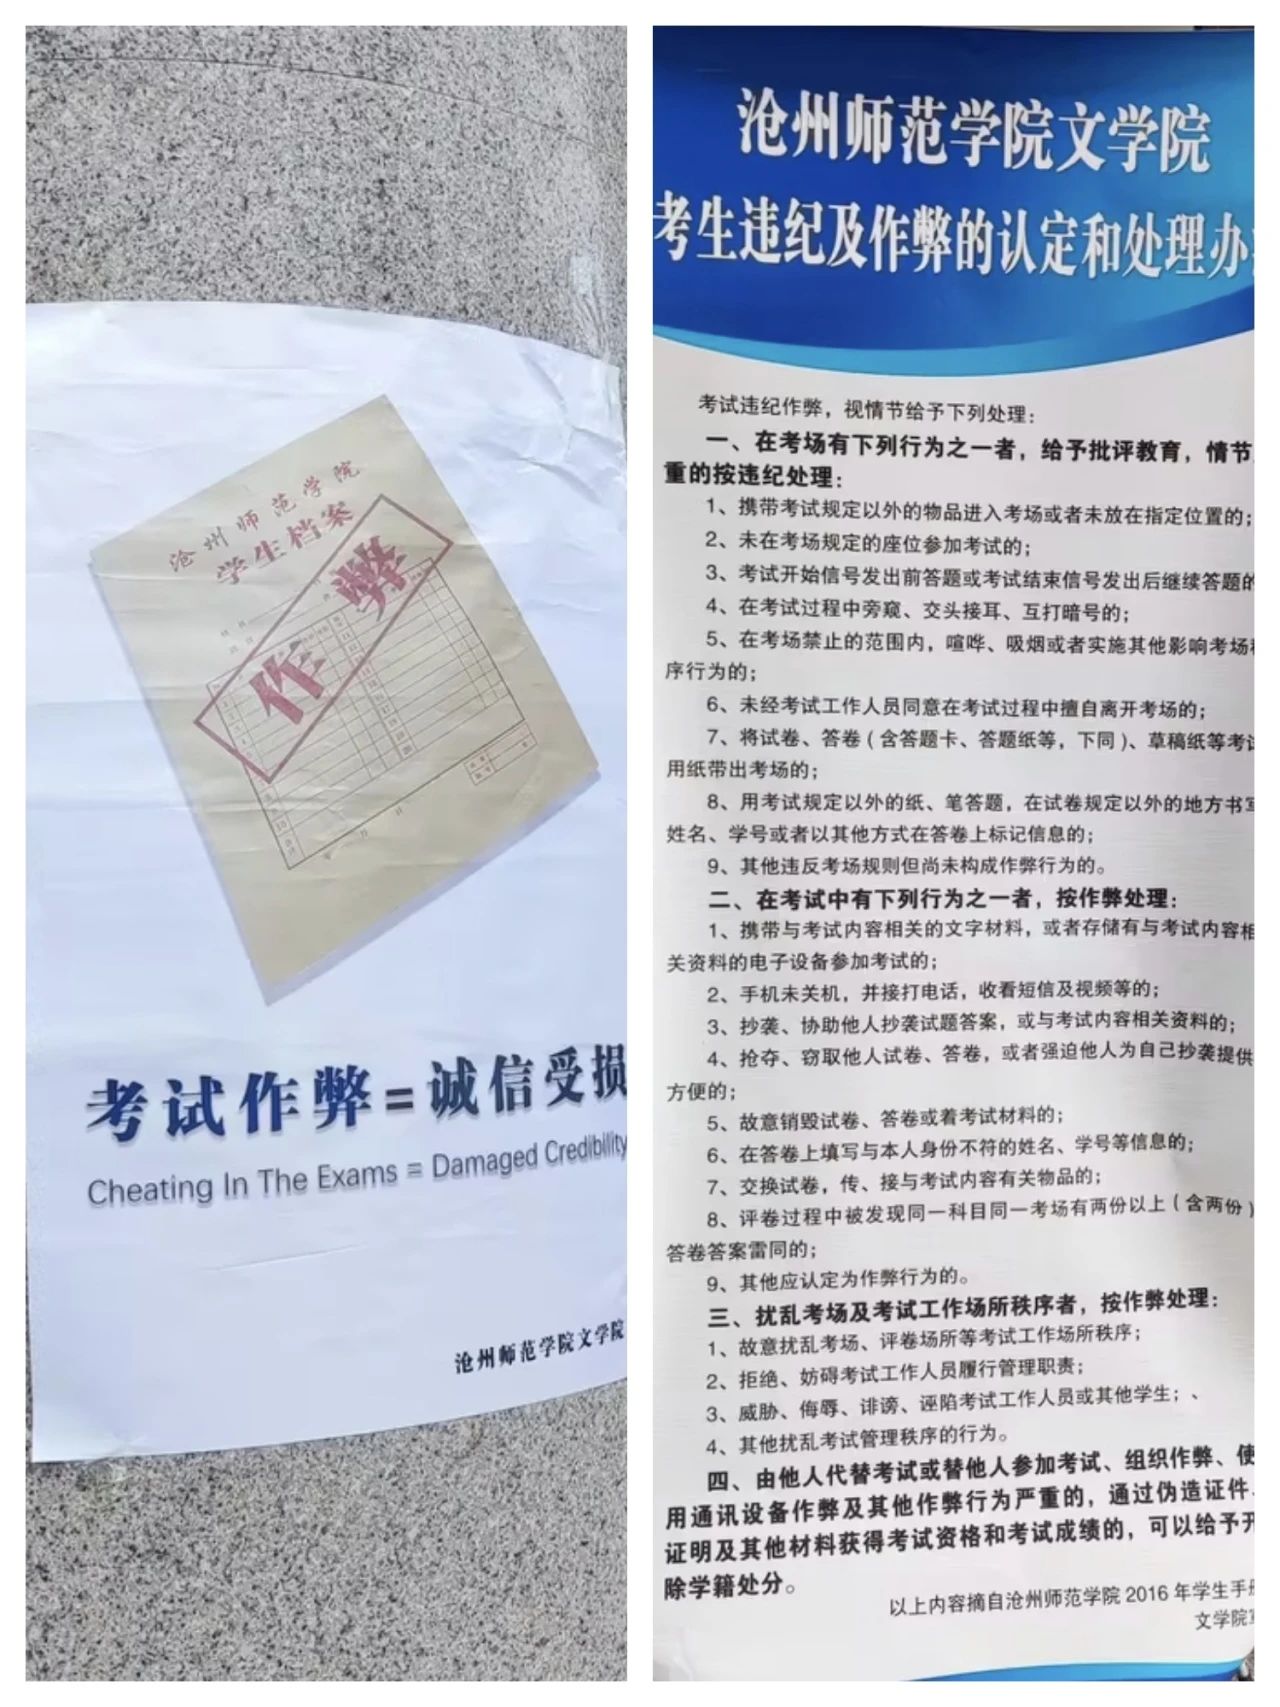 沧州师范学院
学生档案
作弊
考试作弊=诚信受损
Cheating In The Exams = Damaged Credibility
沧州师范学院文学院
沧州师范学院文学院
考生违纪及作弊的认定和处理办
考试违纪作弊，视情节给予下列处理：
一、在考场有下列行为之一者，给予批评教育，情节
重的按违纪处理：
1、携带考试规定以外的物品进入考场或者未放在指定位置的；
2、未在考场规定的座位参加考试的；
3、考试开始信号发出前答题或考试结束信号发出后继续答题的
4、在考试过程中旁窥、交头接耳、互打暗号的；
5、在考场禁止的范围内，喧哗、吸烟或者实施其他影响考场
序行为的；
6、未经考试工作人员同意在考试过程中擅自离开考场的；
7、将试卷、答卷（含答题卡、答题纸等，下同）、草稿纸等考试
用纸带出考场的；
8、用考试规定以外的纸、笔答题，在试卷规定以外的地方书写
姓名、学号或者以其他方式在答卷上标记信息的；
9、其他违反考场规则但尚未构成作弊行为的。
二、在考试中有下列行为之一者，按作弊处理：
1、携带与考试内容相关的文字材料，或者存储有与考试内容相
关资料的电子设备参加考试的；
2、手机未关机，并接打电话，收看短信及视频等的；
3、抄袭、协助他人抄袭试题答案，或与考试内容相关资料的；
4、抢夺、窃取他人试卷、答卷，或者强迫他人为自己抄袭提供
方便的；
5、故意销毁试卷、答卷或着考试材料的；
6、在答卷上填写与本人身份不符的姓名、学号等信息的；
7、交换试卷，传、接与考试内容有关物品的；
8、评卷过程中被发现同一科目同一考场有两份以上（含两份）
答卷答案雷同的；
9、其他应认定为作弊行为的。
三、扰乱考场及考试工作场所秩序者，按作弊处理：
1、故意扰乱考场、评卷场所等考试工作场所秩序；
2、拒绝、妨碍考试工作人员履行管理职责；
3、威胁、侮辱、诽谤、诬陷考试工作人员或其他学生；、
4、其他扰乱考试管理秩序的行为。
四、由他人代替考试或替他人参加考试、组织作弊、使
用通讯设备作弊及其他作弊行为严重的，通过伪造证件、
证明及其他材料获得考试资格和考试成绩的，可以给予开
除学籍处分。
以上内容摘自沧州师范学院 2016 年学生手册
文学院